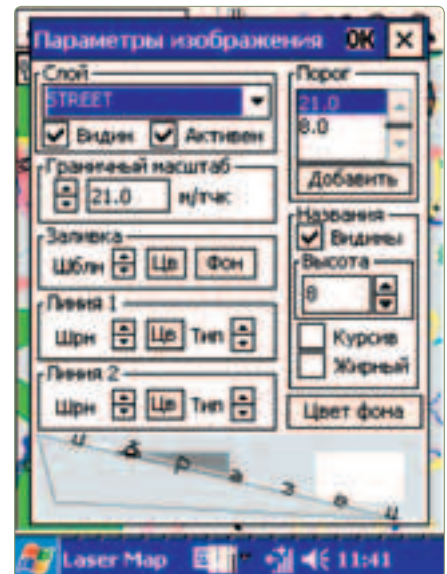 Параметры изображения OK
Слой
STREET
Видим Активен
Порог
21.0
8.0
Добавить
Граничный масштаб
21.0 м/тчк
Названия
Видимы
Высота
8
Курсив
Жирный
Заливка
Шблн Цв Фон
Линия 1
Шрн Цв Тип
Линия 2
Шрн Цв Тип
Цвет фона
и
з
о
б
р
а
з
е
ц
Laser Map 11:41